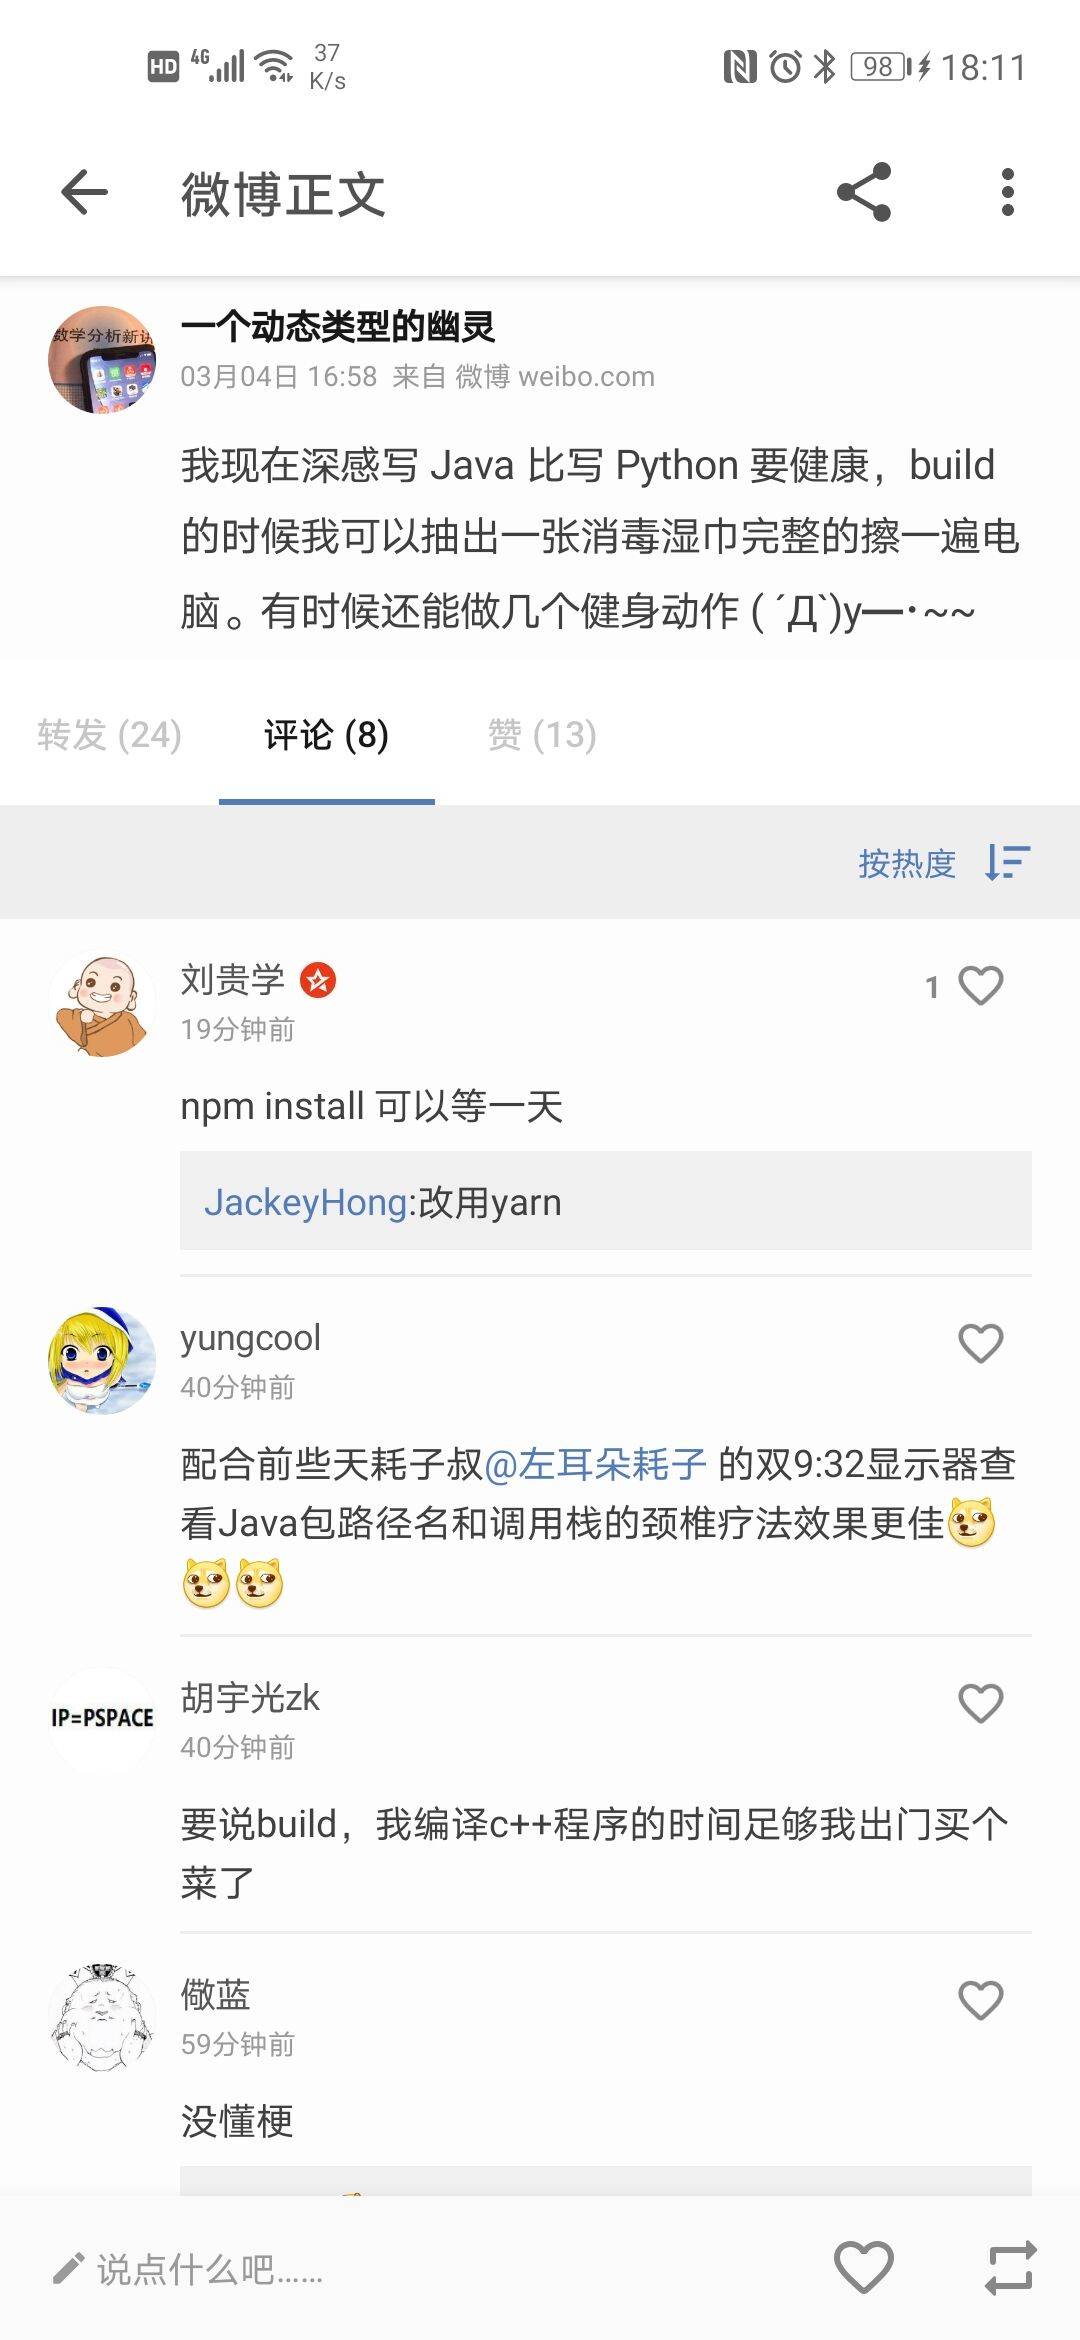 HD 4G 37 K/s 98 18:11
微博正文
数学分析新讲
一个动态类型的幽灵
03月04日 16:58 来自 微博 weibo.com
我现在深感写 Java 比写 Python 要健康，build
的时候我可以抽出一张消毒湿巾完整的擦一遍电
脑。有时候还能做几个健身动作 ( ´Д`)y━·~~
转发 (24) 评论 (8) 赞 (13)
按热度
刘贵学
1
19分钟前
npm install 可以等一天
JackeyHong:改用yarn
yungcool
40分钟前
配合前些天耗子叔@左耳朵耗子 的双9:32显示器查
看Java包路径名和调用栈的颈椎疗法效果更佳
IP=PSPACE
胡宇光zk
40分钟前
要说build，我编译c++程序的时间足够我出门买个
菜了
儆蓝
59分钟前
没懂梗
说点什么吧......